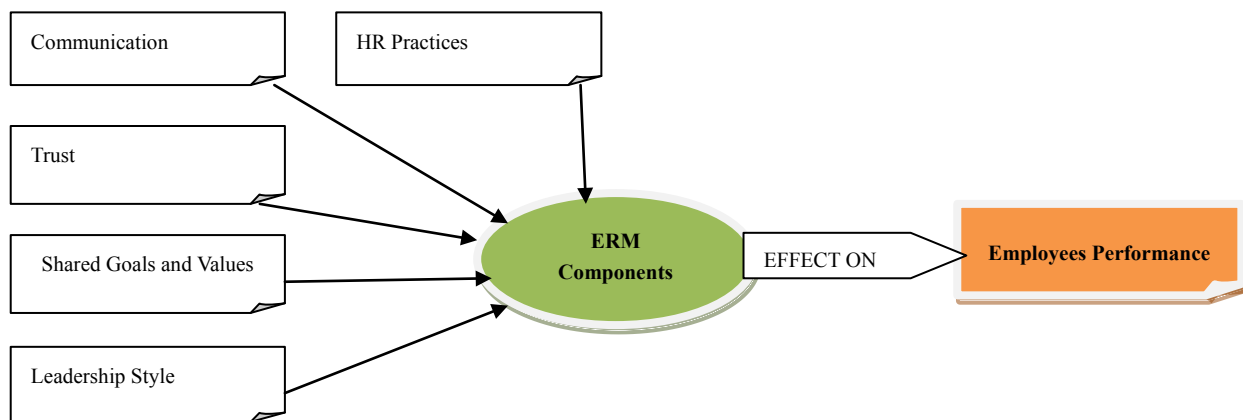 Communication
HR Practices
Trust
Shared Goals and Values
Leadership Style
ERM
Components
EFFECT ON
Employees Performance